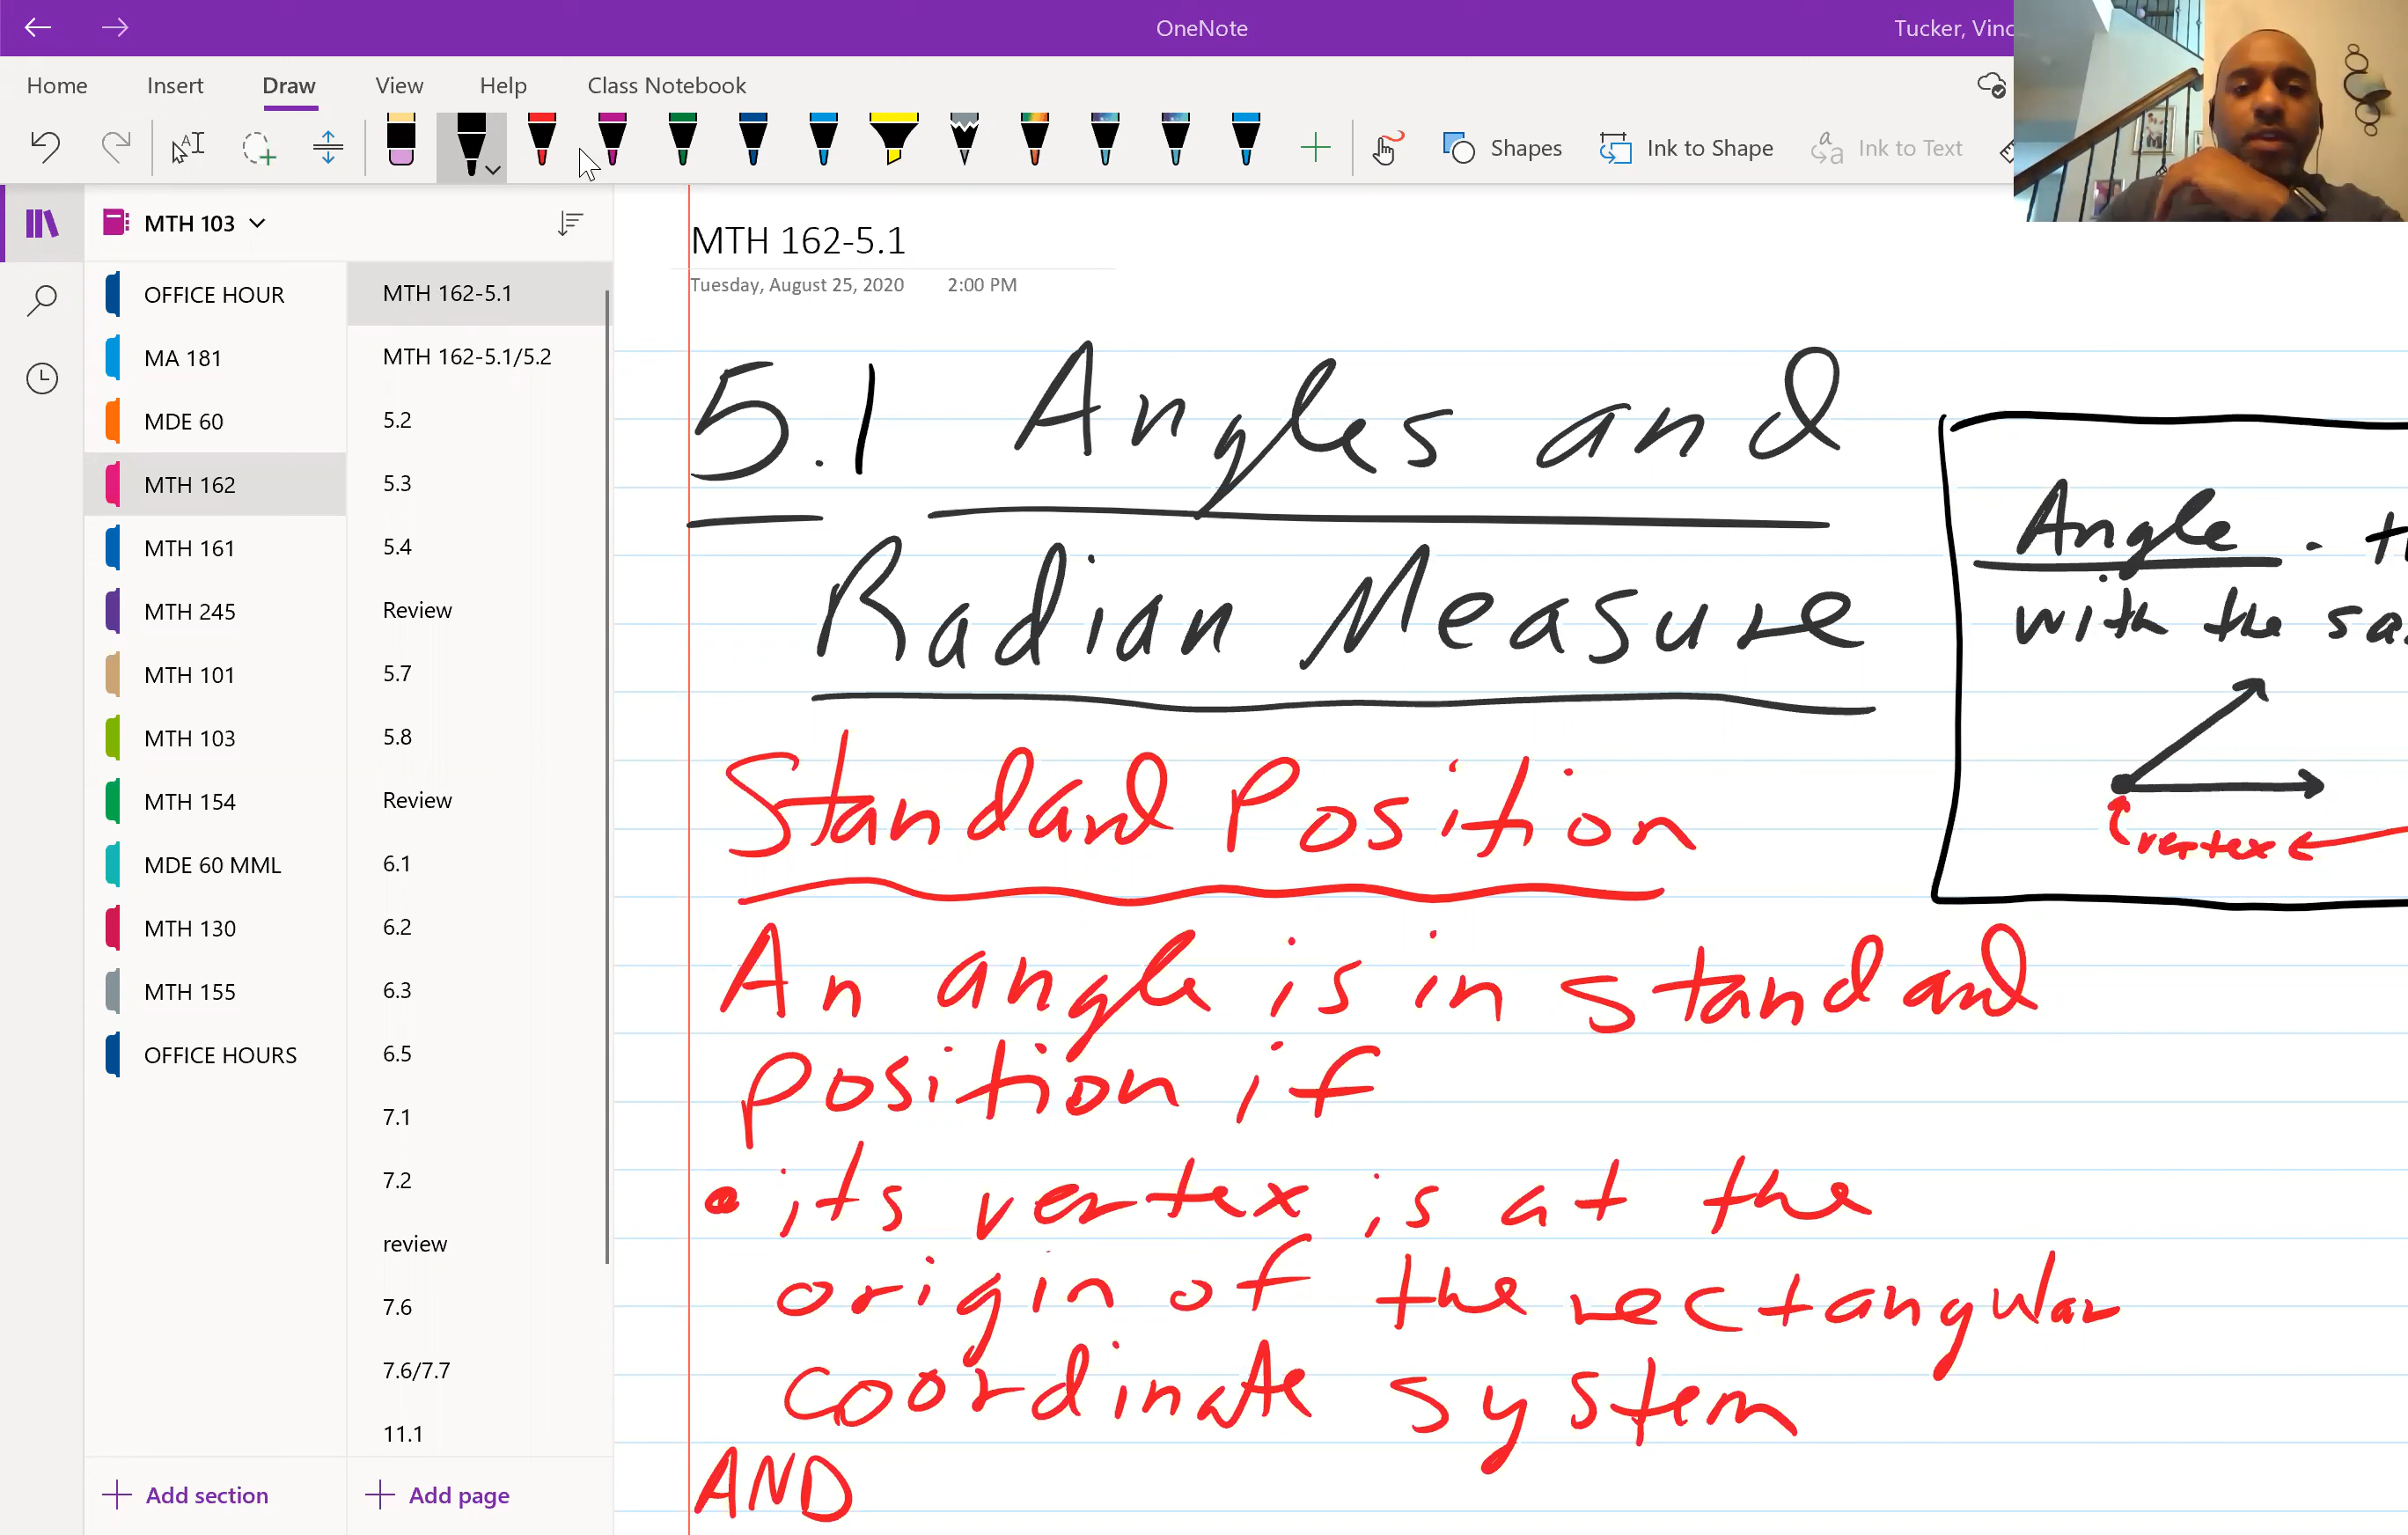 OneNote
Tucker, Vinc
Home Insert Draw View Help Class Notebook
Shapes Ink to Shape Ink to Text
MTH 103
OFFICE HOUR
MA 181
MDE 60
MTH 162
MTH 161
MTH 245
MTH 101
MTH 103
MTH 154
MDE 60 MML
MTH 130
MTH 155
OFFICE HOURS
Add section
MTH 162-5.1
MTH 162-5.1/5.2
5.2
5.3
5.4
Review
5.7
5.8
Review
6.1
6.2
6.3
6.5
7.1
7.2
review
7.6
7.6/7.7
11.1
Add page
MTH 162-5.1
Tuesday, August 25, 2020 2:00 PM
5.1 Angles and
Radian Measure
Standard Position
An angle is in standard
position if
• its vertex is at the
origin of the rectangular
coordinate system
AND
Angle - t
with the sa
vertex